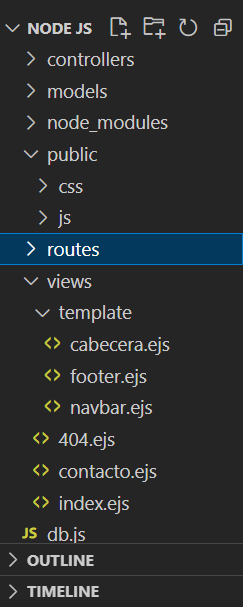 NODE JS
controllers
models
node_modules
public
css
js
routes
views
template
cabecera.ejs
footer.ejs
navbar.ejs
404.ejs
contacto.ejs
index.ejs
JS db.js
OUTLINE
TIMELINE